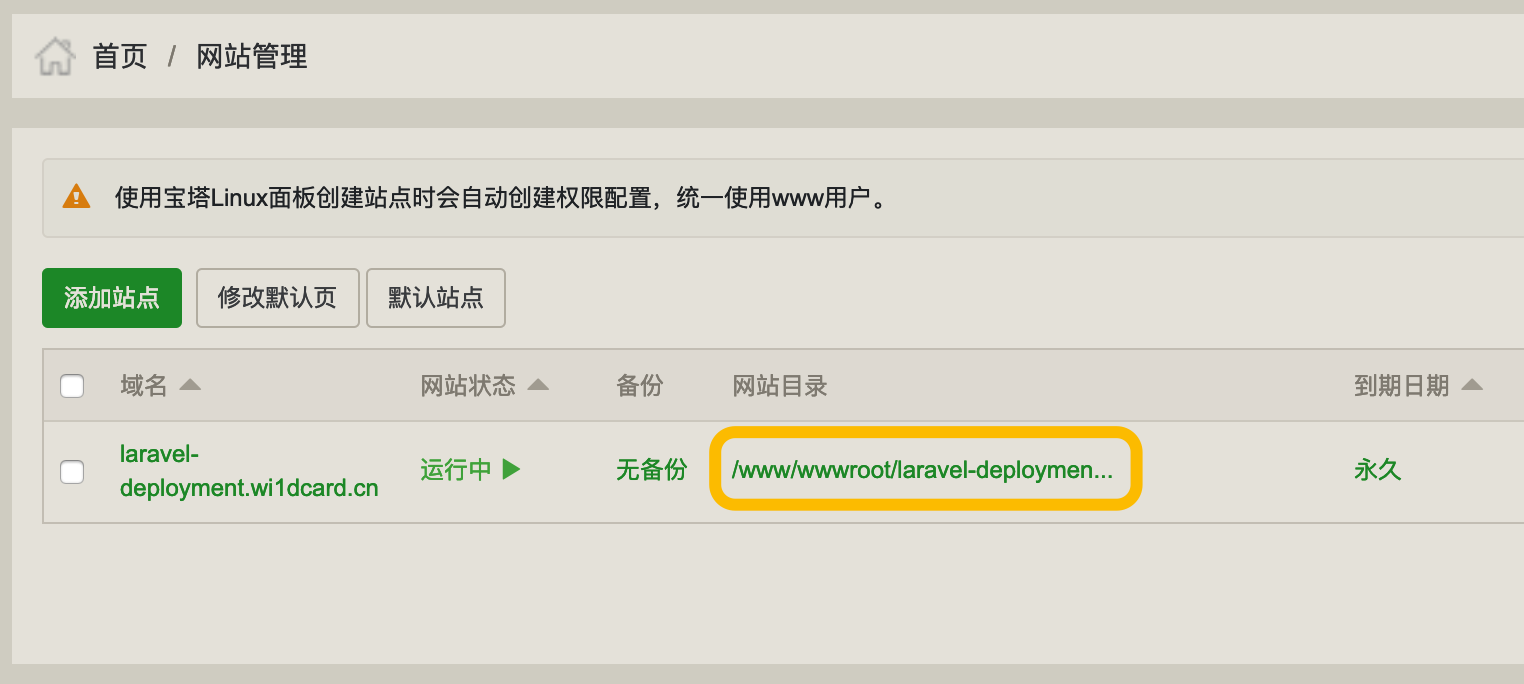 首页 / 网站管理
使用宝塔Linux面板创建站点时会自动创建权限配置，统一使用www用户。
添加站点 修改默认页 默认站点
域名 网站状态 备份 网站目录 到期日期
laravel-
deployment.wi1dcard.cn 运行中 无备份 /www/wwwroot/laravel-deploymen... 永久